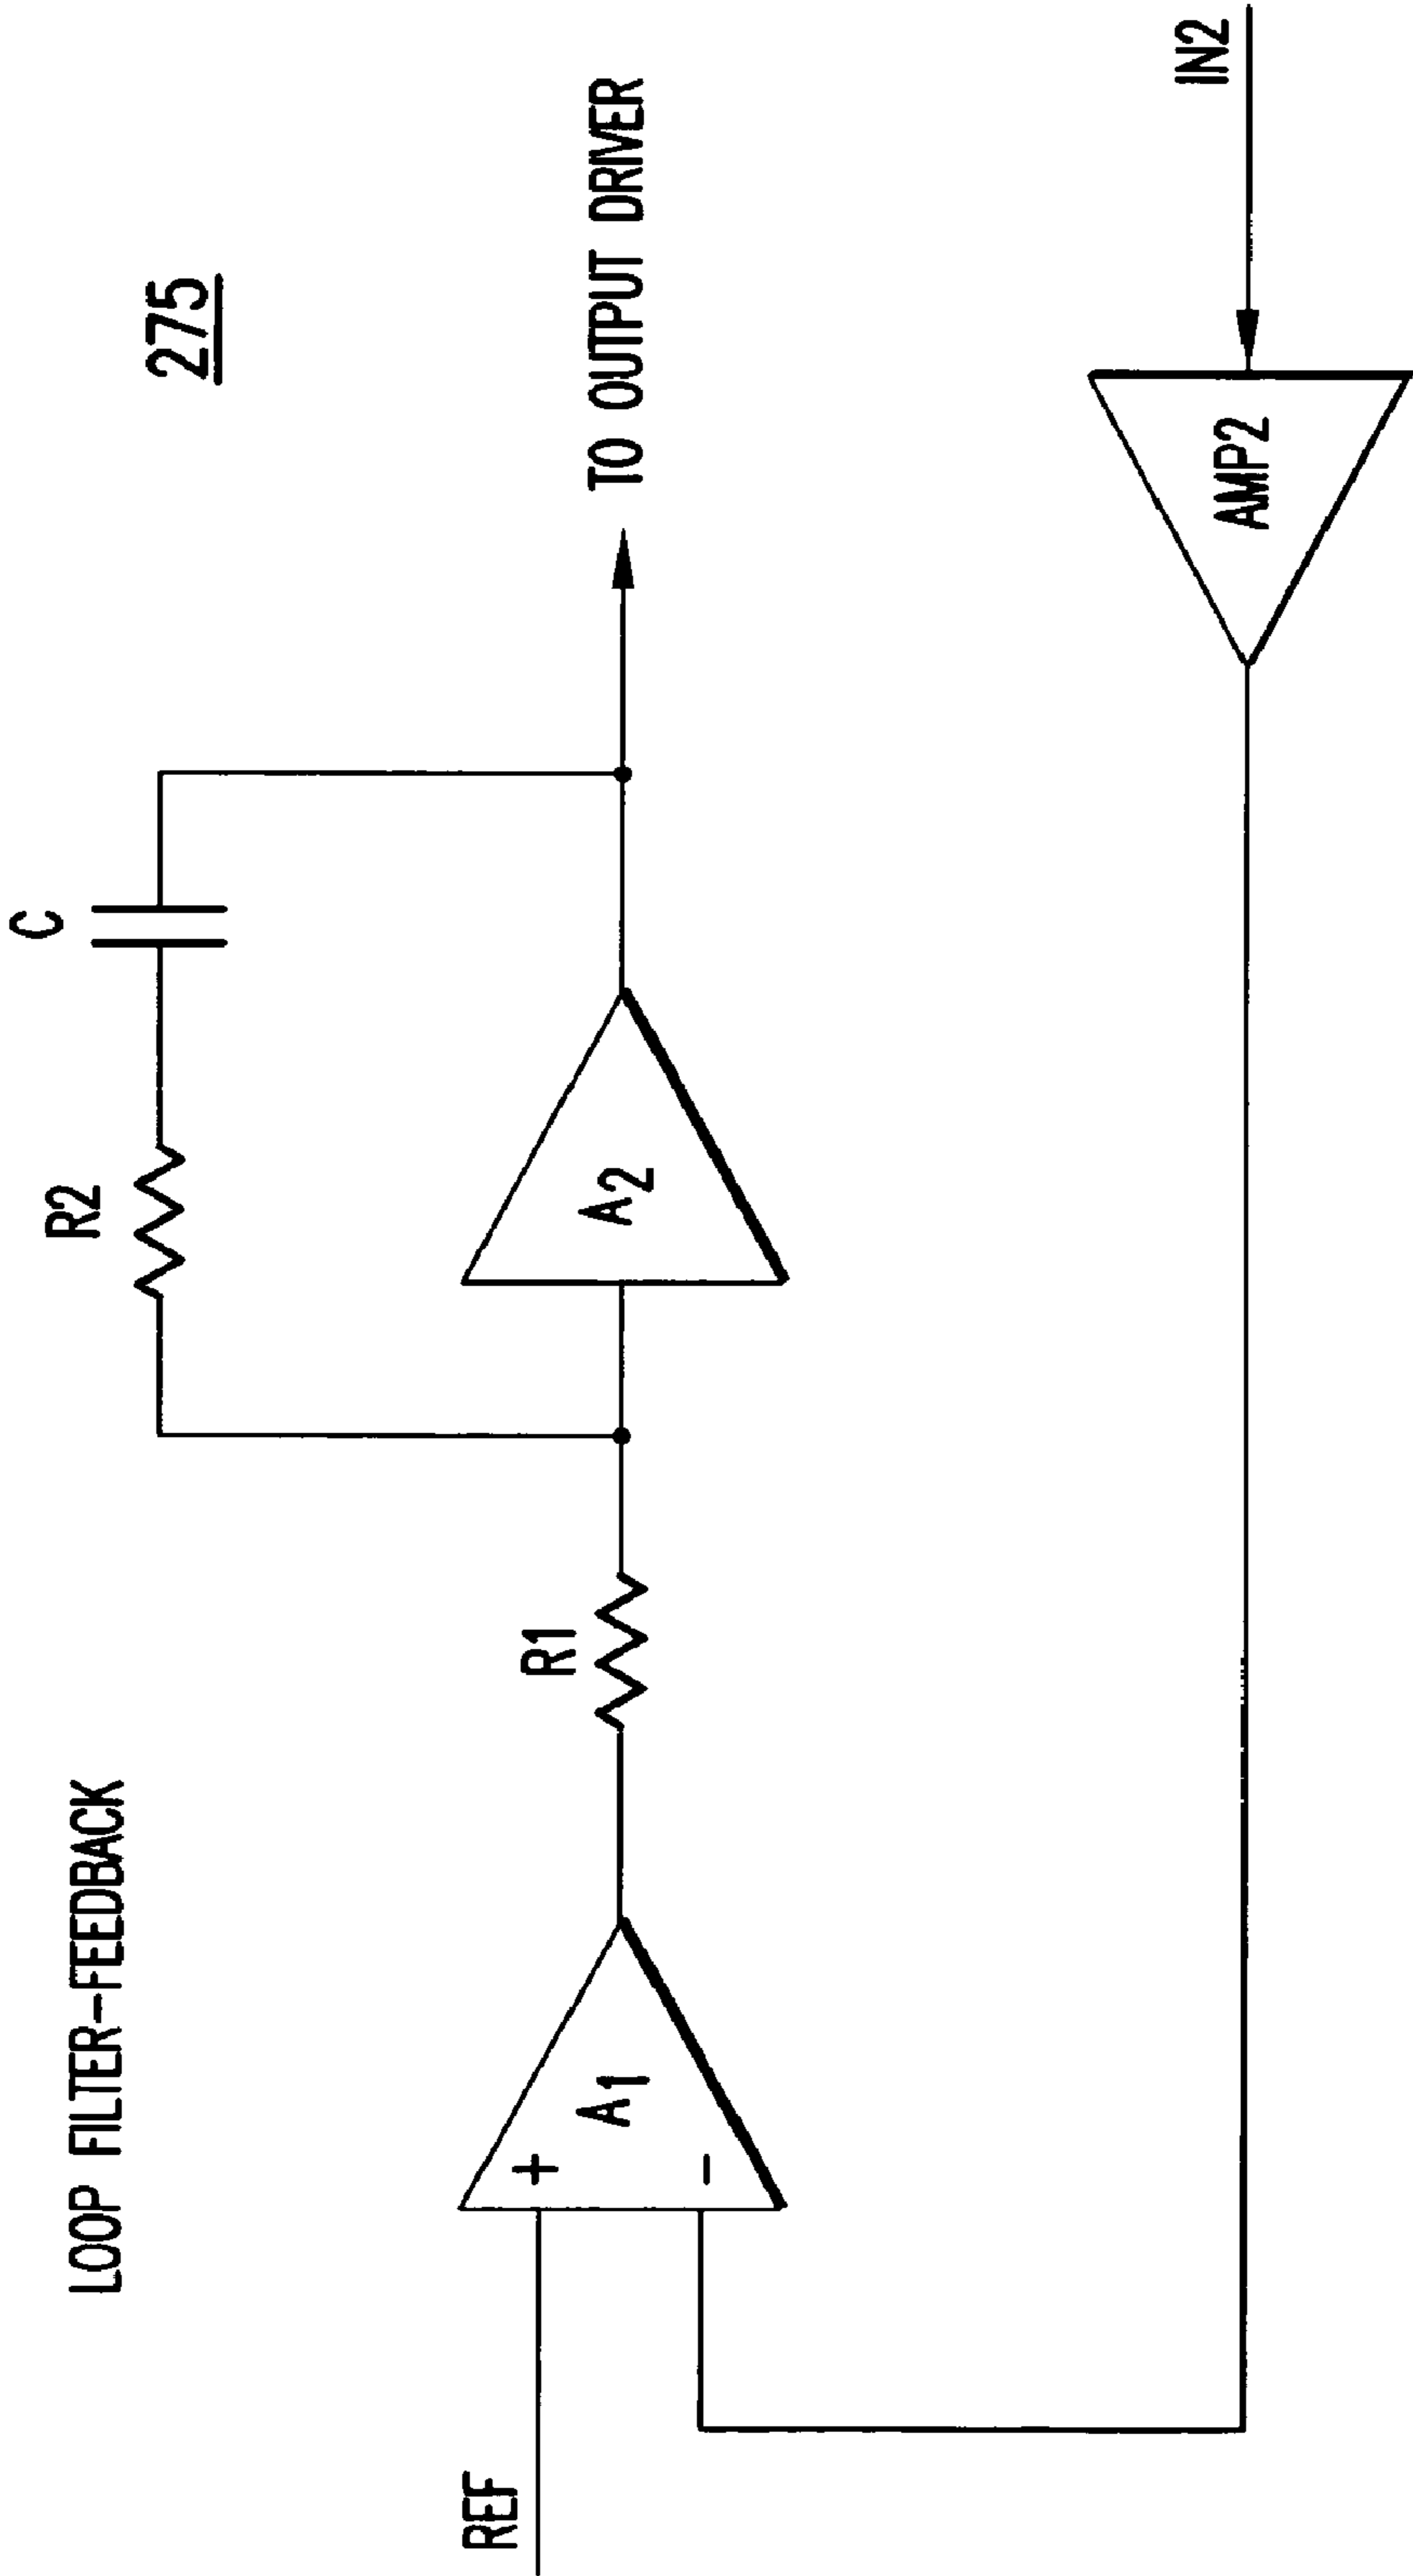 LOOP FILTER-FEEDBACK
275
C
R2
R1
REF
+
-
A1
A2
TO OUTPUT DRIVER
AMP2
IN2